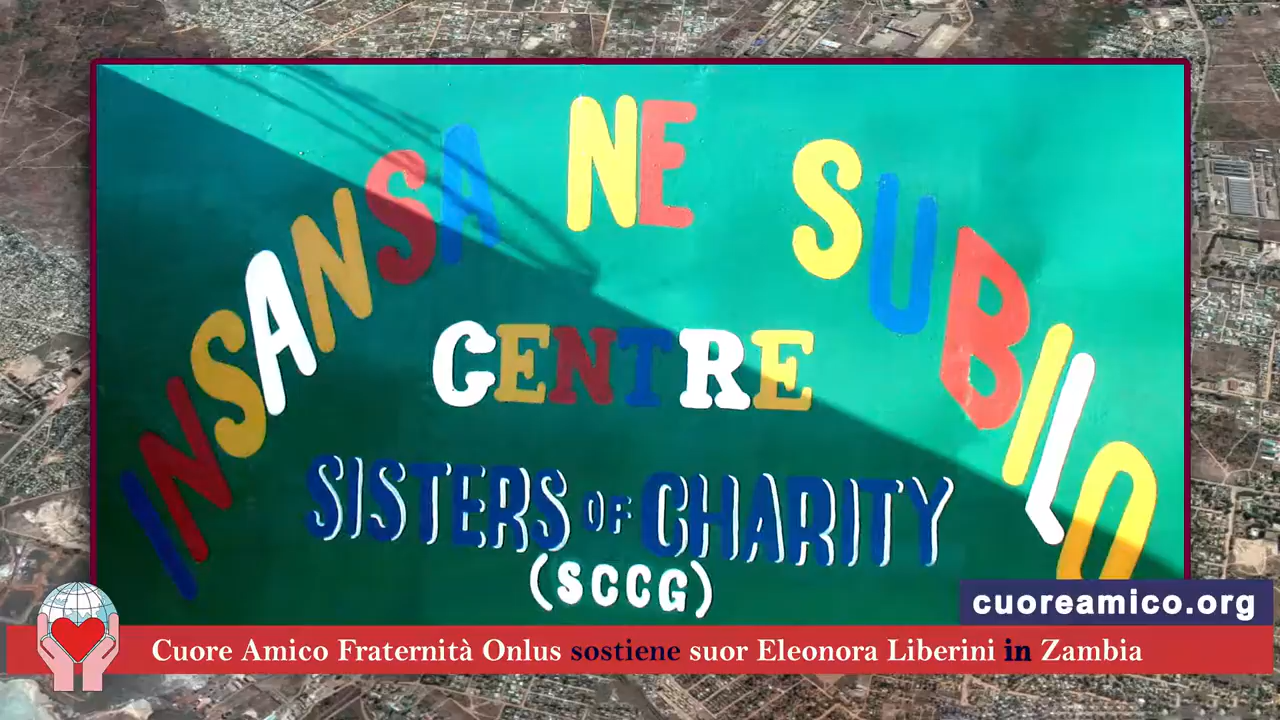 INSANSA NE SUBILO
CENTRE
SISTERS OF CHARITY
(SCCG)
cuoreamico.org
Cuore Amico Fraternità Onlus sostiene suor Eleonora Liberini in Zambia